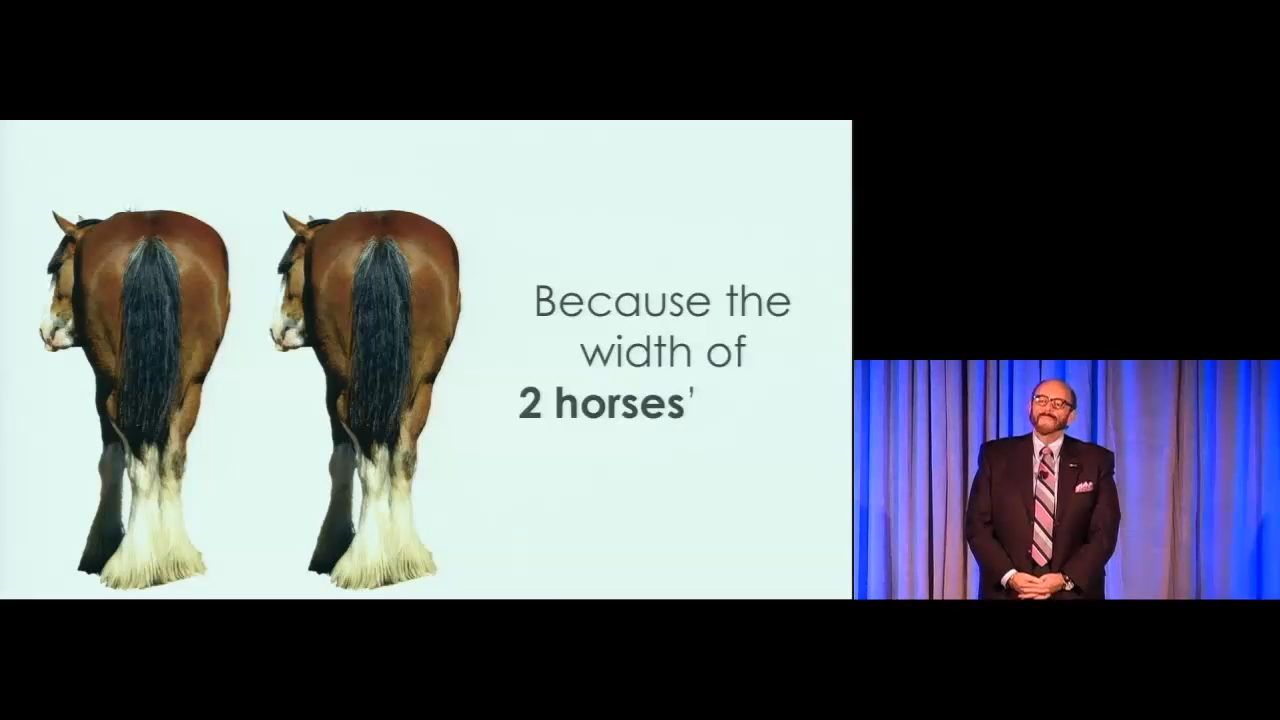 Because the
width of
2 horses’